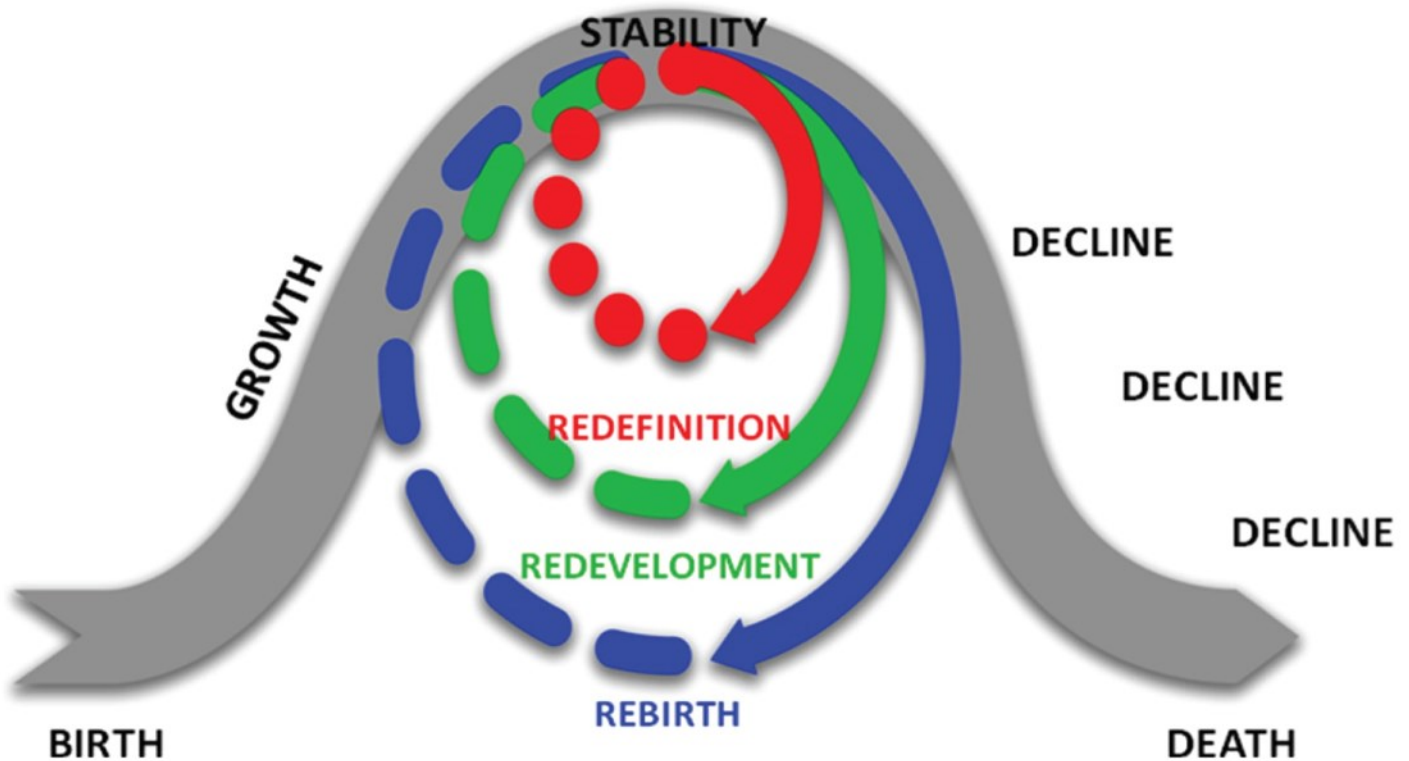 STABILITY
GROWTH
DECLINE
DECLINE
REDEFINITION
DECLINE
REDEVELOPMENT
REBIRTH
BIRTH
DEATH